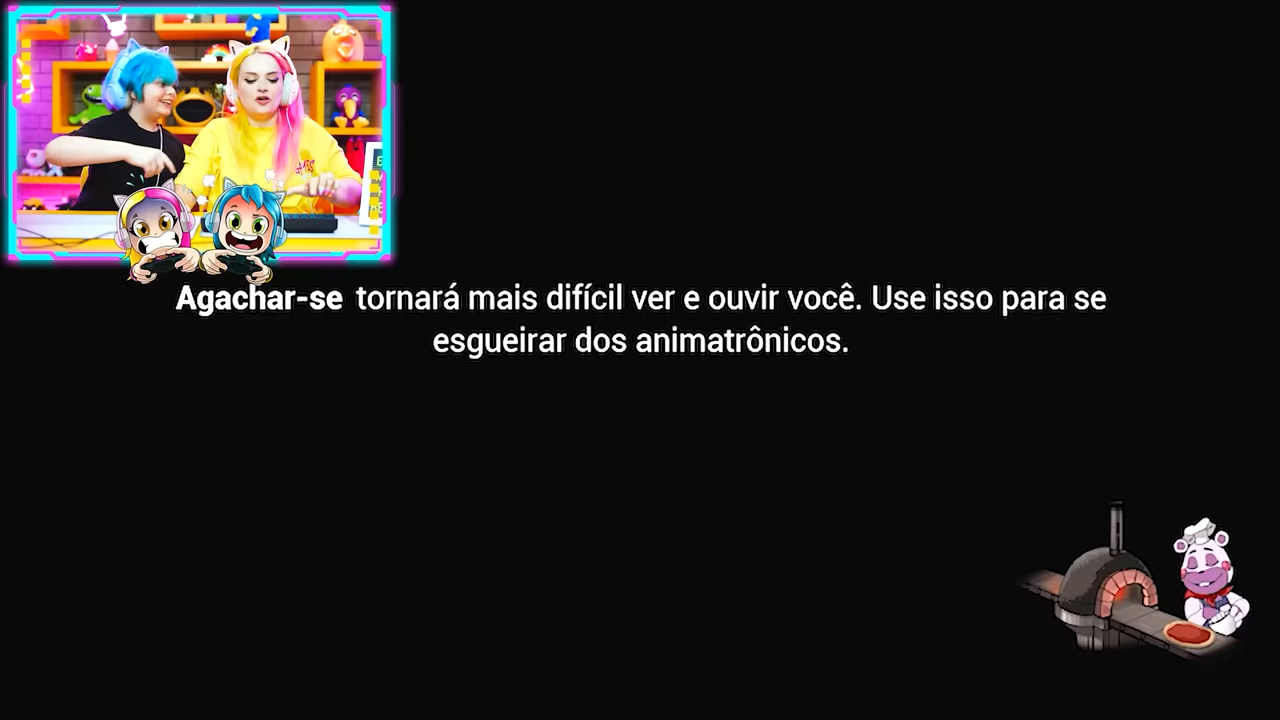 Agachar-se tornará mais difícil ver e ouvir você. Use isso para se
esgueirar dos animatrônicos.